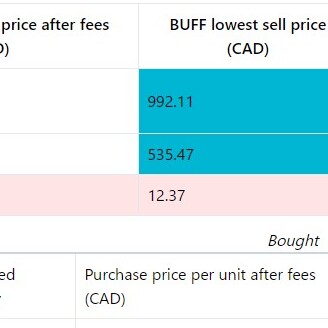 price after fees BUFF lowest sell price
D) (CAD)
992.11
535.47
12.37
Bought
ed Purchase price per unit after fees
(CAD)